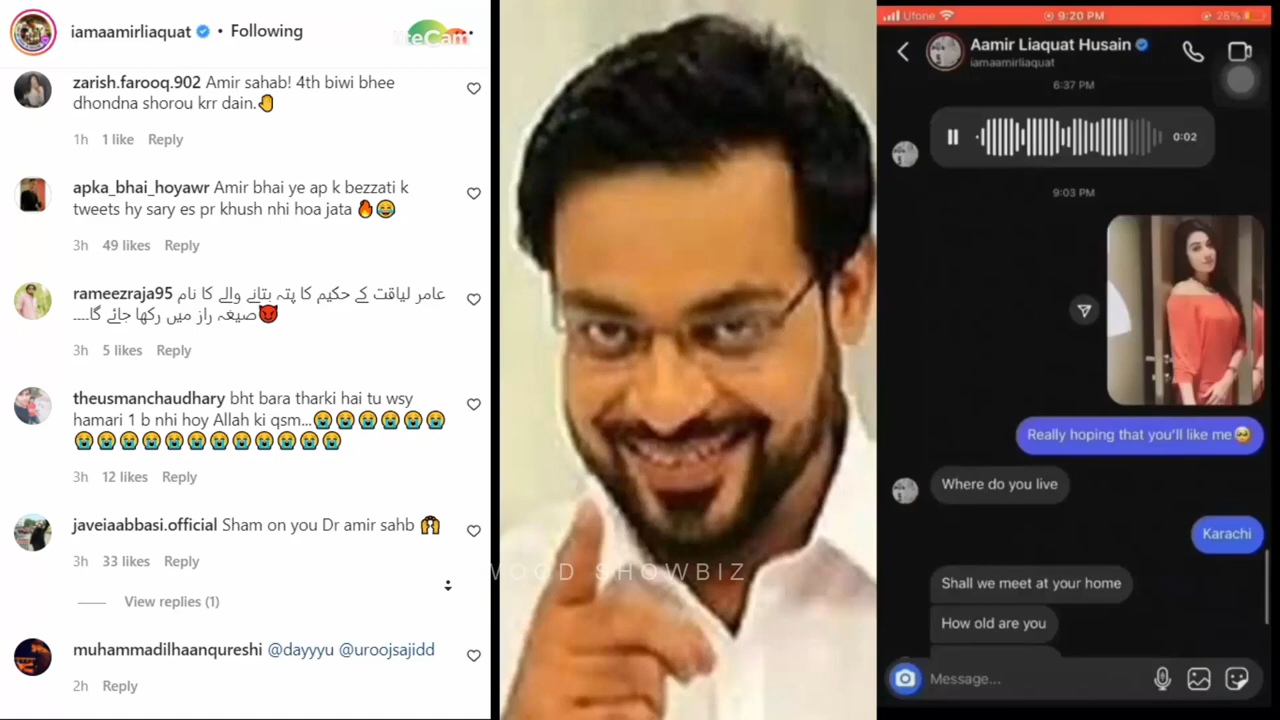 iamaamirliaquat • Following
zarish.farooq.902 Amir sahab! 4th biwi bhee
dhondna shorou krr dain.🤚
1h 1 like Reply
apka_bhai_hoyawr Amir bhai ye ap k bezzati k
tweets hy sary es pr khush nhi hoa jata 🔥😂
3h 49 likes Reply
rameezraja95 عامر لیاقت کے حکیم کا پتہ بتانے والے کا نام
صیغہ راز میں رکھا جائے گا....😈
3h 5 likes Reply
theusmanchaudhary bht bara tharki hai tu wsy
hamari 1 b nhi hoy Allah ki qsm...😭😭😭😭😭😭
😭😭😭😭😭😭😭😭😭😭😭😭
3h 12 likes Reply
javeiaabbasi.official Sham on you Dr amir sahb 🙌
3h 33 likes Reply
View replies (1)
muhammadilhaanqureshi @dayyyu @uroojsajidd
2h Reply
WOOD SHOWBIZ
Ufone 9:20 PM 25%
Aamir Liaquat Husain
iamaamirliaquat
6:37 PM
0:02
9:03 PM
Really hoping that you'll like me🥺
Where do you live
Karachi
Shall we meet at your home
How old are you
Message...